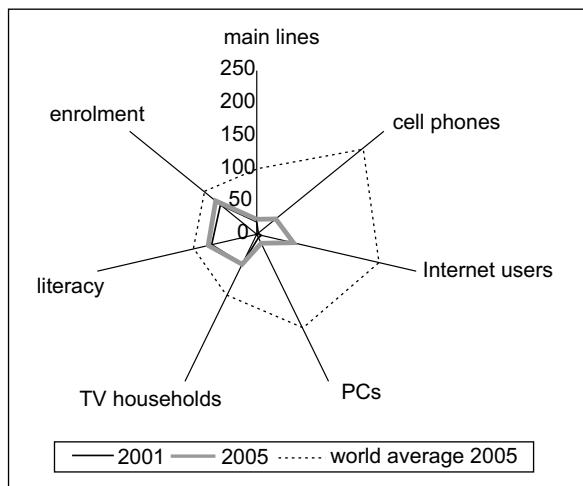 main lines
250
200
150
100
50
0
cell phones
Internet users
PCs
TV households
literacy
enrolment
2001 2005 world average 2005